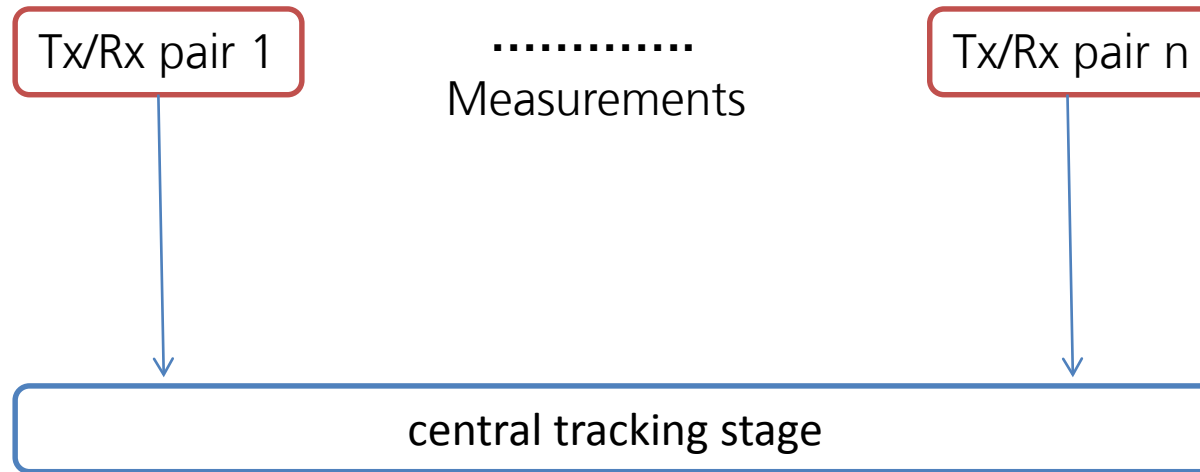 Tx/Rx pair 1
.............
Tx/Rx pair n
Measurements
central tracking stage